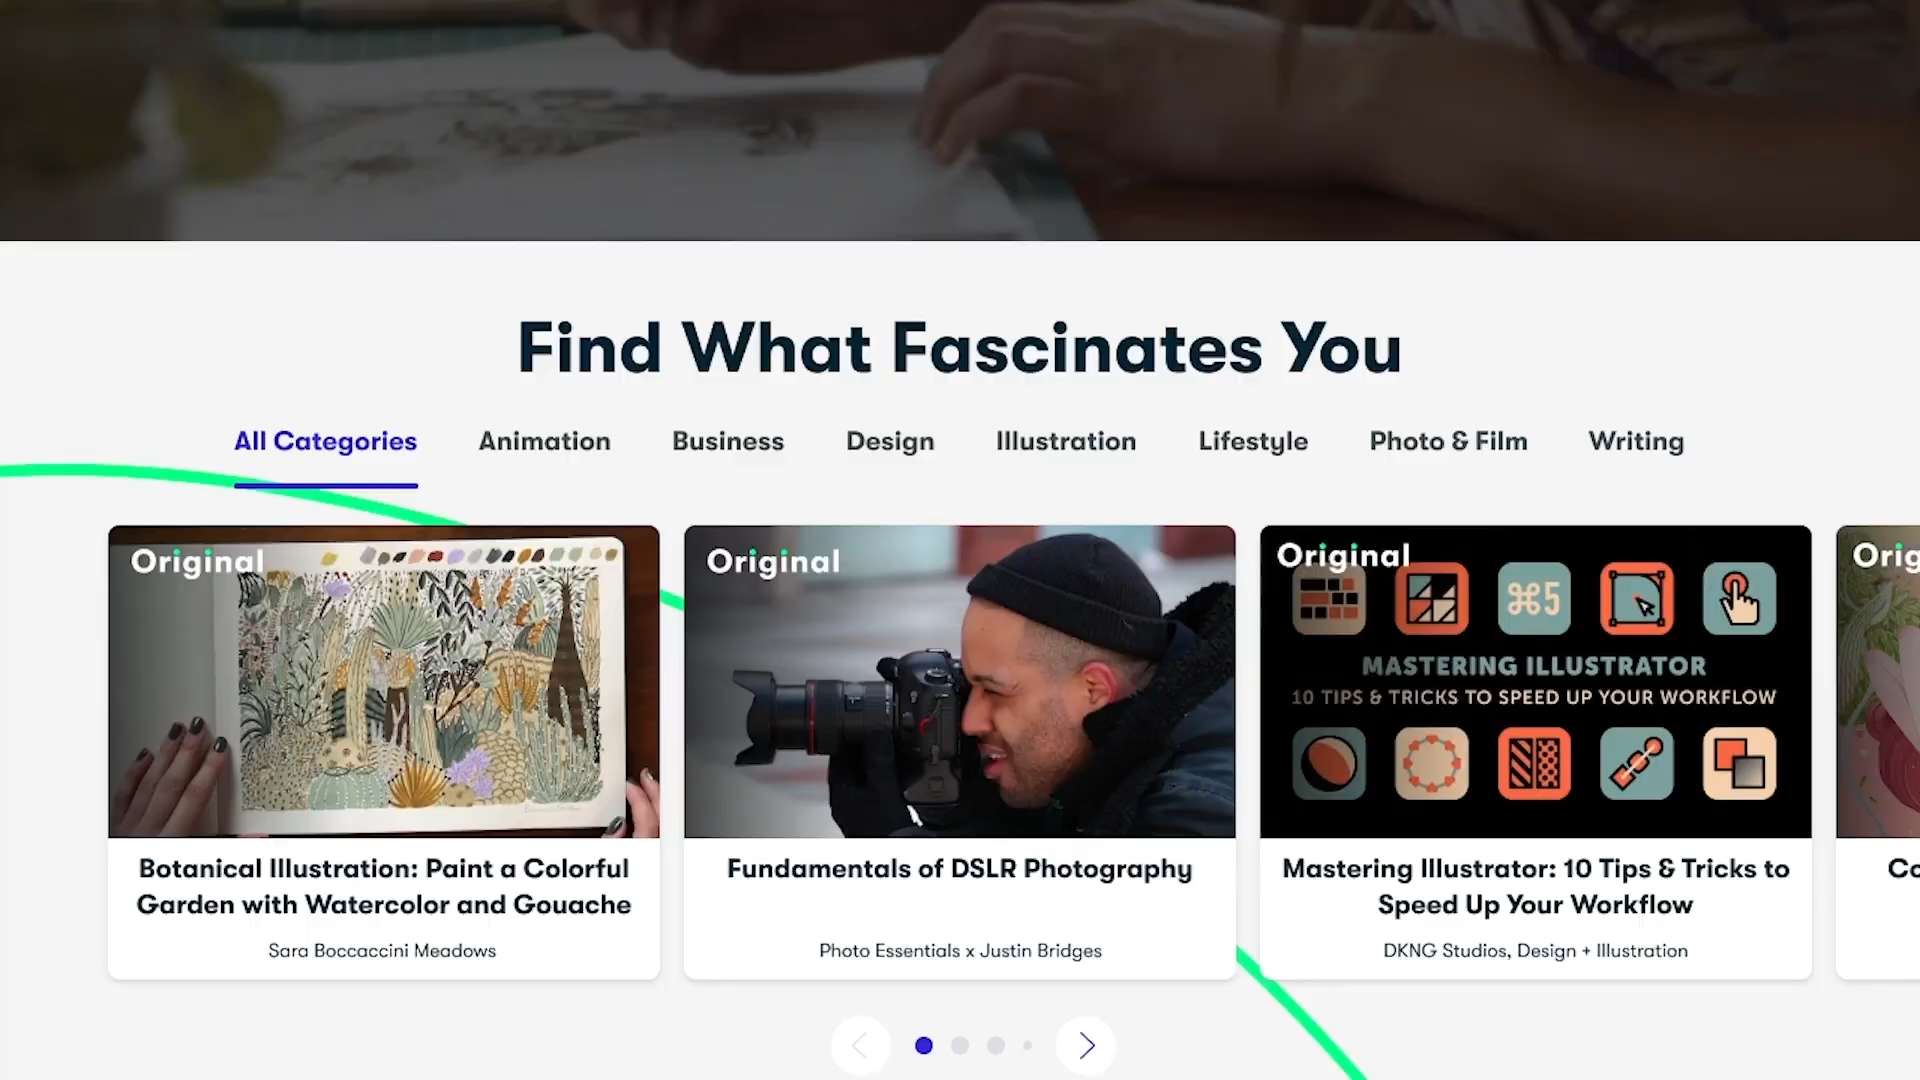 Find What Fascinates You
All Categories Animation Business Design Illustration Lifestyle Photo & Film Writing
Original
Original
Original
⌘5
MASTERING ILLUSTRATOR
10 TIPS & TRICKS TO SPEED UP YOUR WORKFLOW
Orig
Botanical Illustration: Paint a Colorful
Garden with Watercolor and Gouache
Sara Boccaccini Meadows
Fundamentals of DSLR Photography
Photo Essentials x Justin Bridges
Mastering Illustrator: 10 Tips & Tricks to
Speed Up Your Workflow
DKNG Studios, Design + Illustration
Co